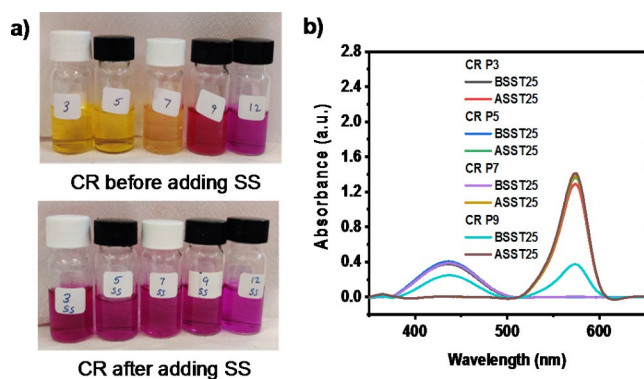 a)
3
5
7
9
12
CR before adding SS
3
SS
5
SS
7
SS
9
SS
12
SS
CR after adding SS
b)
Absorbance (a.u.)
2.8
2.4
2.0
1.6
1.2
0.8
0.4
0.0
CR P3
BSST25
ASST25
CR P5
BSST25
ASST25
CR P7
BSST25
ASST25
CR P9
BSST25
ASST25
400
500
600
Wavelength (nm)